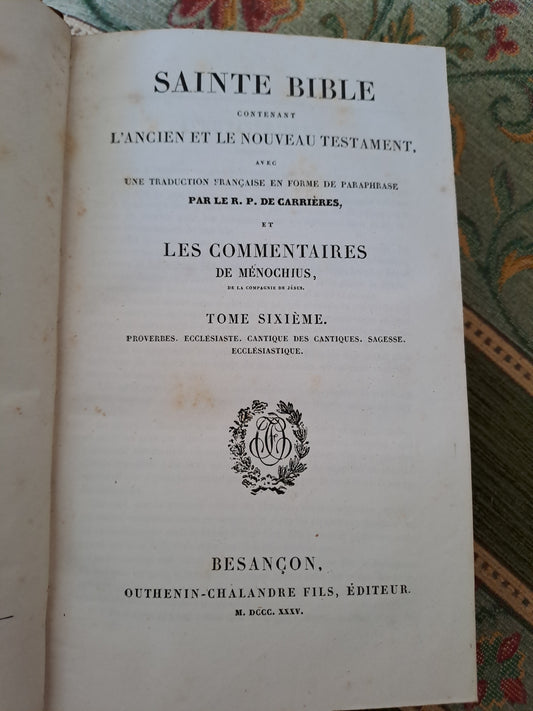 SAINTE BIBLE
CONTENANT
L'ANCIEN ET LE NOUVEAU TESTAMENT,
AVEC
UNE TRADUCTION FRANÇAISE EN FORME DE PARAPHRASE
PAR LE R. P. DE CARRIÈRES,
ET
LES COMMENTAIRES
DE MÉNOCHIUS,
DE LA COMPAGNIE DE JÉSUS.
TOME SIXIÈME.
PROVERBES. ECCLÉSIASTE. CANTIQUE DES CANTIQUES. SAGESSE.
ECCLÉSIASTIQUE.
BESANÇON,
OUTHENIN-CHALANDRE FILS, ÉDITEUR.
M. DCCC. XXXV.